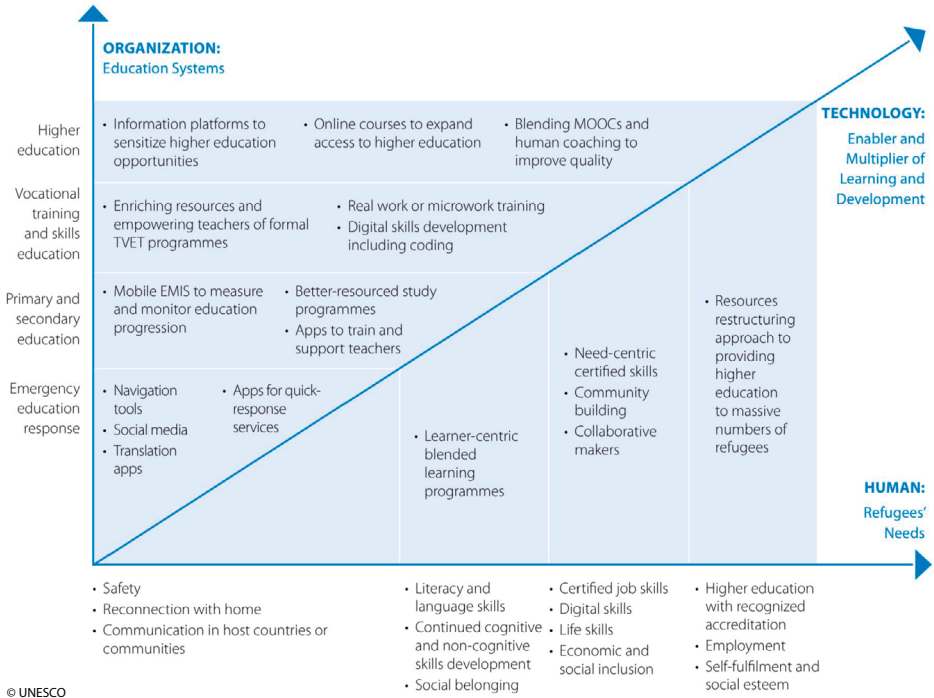 ORGANIZATION:
Education Systems
Higher
education
• Information platforms to
sensitize higher education
opportunities
• Online courses to expand
access to higher education
• Blending MOOCs and
human coaching to
improve quality
TECHNOLOGY:
Enabler and
Multiplier of
Learning and
Development
Vocational
training
and skills
education
• Enriching resources and
empowering teachers of formal
TVET programmes
• Real work or microwork training
• Digital skills development
including coding
Primary and
secondary
education
• Mobile EMIS to measure
and monitor education
progression
• Better-resourced study
programmes
• Apps to train and
support teachers
Emergency
education
response
• Navigation
tools
• Social media
• Translation
apps
• Apps for quick-
response
services
• Learner-centric
blended
learning
programmes
• Need-centric
certified skills
• Community
building
• Collaborative
makers
• Resources
restructuring
approach to
providing
higher
education
to massive
numbers of
refugees
HUMAN:
Refugees'
Needs
• Safety
• Reconnection with home
• Communication in host countries or
communities
• Literacy and
language skills
• Continued cognitive
and non-cognitive
skills development
• Social belonging
• Certified job skills
• Digital skills
• Life skills
• Economic and
social inclusion
• Higher education
with recognized
accreditation
• Employment
• Self-fulfilment and
social esteem
© UNESCO